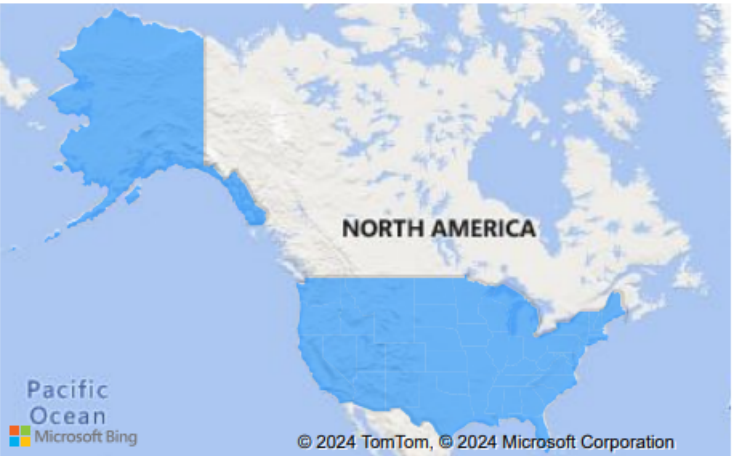 NORTH AMERICA
Pacific
Ocean
Microsoft Bing
© 2024 TomTom, © 2024 Microsoft Corporation